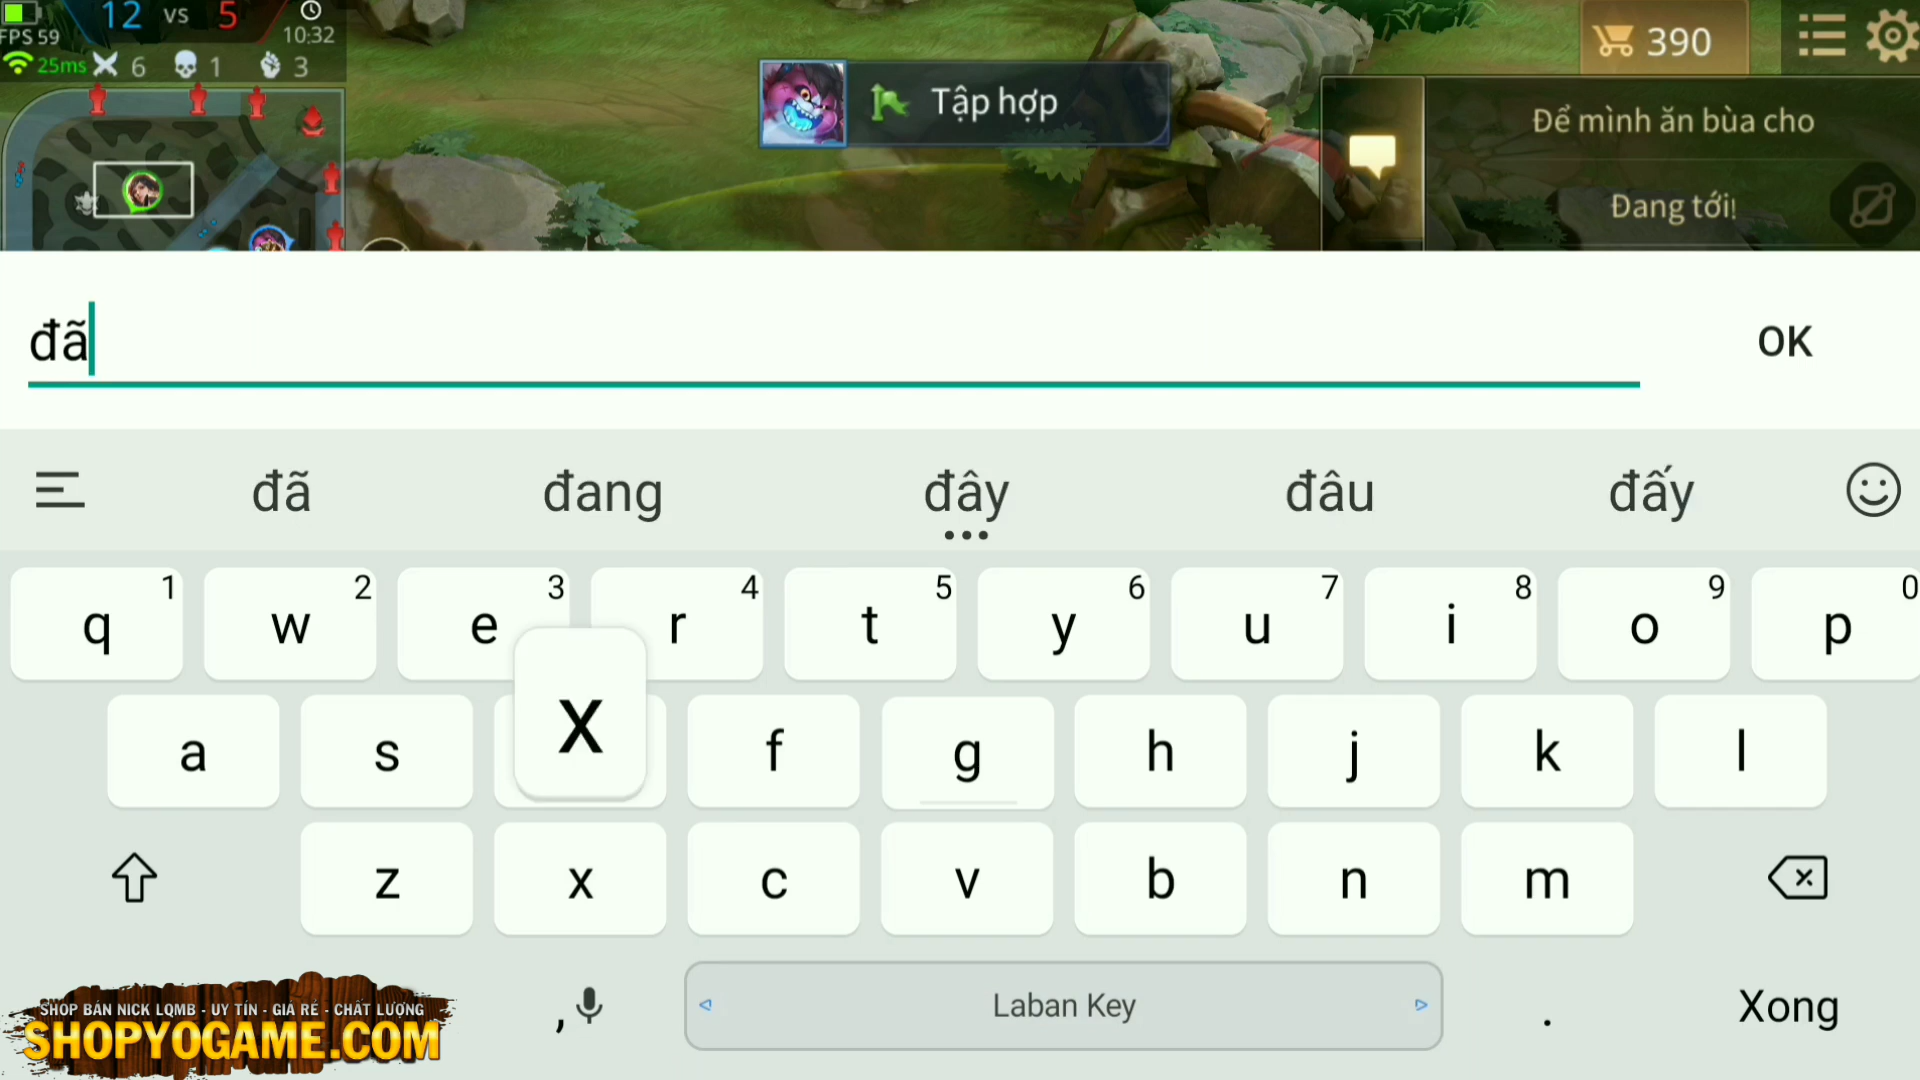 12 vs 5
FPS 59
10:32
25ms 6 1 3
390
Tập hợp
Để mình ăn bùa cho
Đang tới!
đã
OK
đã đang đây đâu đấy
1 2 3 4 5 6 7 8 9 0
q w e r t y u i o p
X
a s f g h j k l
z x c v b n m
, Laban Key . Xong
SHOP BÁN NICK LQMB - UY TÍN - GIÁ RẺ - CHẤT LƯỢNG
SHOPYOGAME.COM